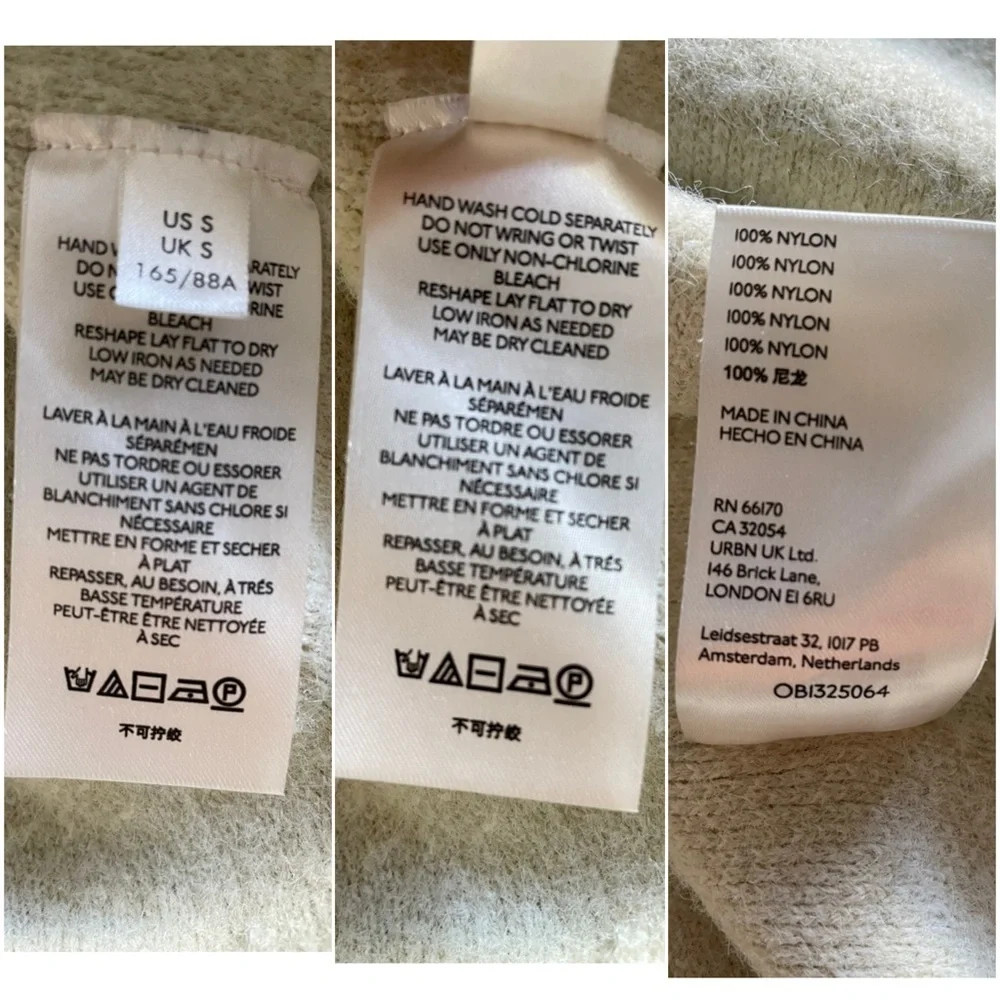 US S
UK S
165/88A
HAND W
RATELY
DO N
WIST
USE
RINE
BLEACH
RESHAPE LAY FLAT TO DRY
LOW IRON AS NEEDED
MAY BE DRY CLEANED
LAVER À LA MAIN À L'EAU FROIDE
SÉPARÉMEN
NE PAS TORDRE OU ESSORER
UTILISER UN AGENT DE
BLANCHIMENT SANS CHLORE SI
NÉCESSAIRE
METTRE EN FORME ET SECHER
À PLAT
REPASSER, AU BESOIN, À TRÉS
BASSE TEMPÉRATURE
PEUT-ÊTRE ÊTRE NETTOYÉE
À SEC
P
不可拧绞
HAND WASH COLD SEPARATELY
DO NOT WRING OR TWIST
USE ONLY NON-CHLORINE
BLEACH
RESHAPE LAY FLAT TO DRY
LOW IRON AS NEEDED
MAY BE DRY CLEANED
LAVER À LA MAIN À L'EAU FROIDE
SÉPARÉMEN
NE PAS TORDRE OU ESSORER
UTILISER UN AGENT DE
BLANCHIMENT SANS CHLORE SI
NÉCESSAIRE
METTRE EN FORME ET SECHER
À PLAT
REPASSER, AU BESOIN, À TRÉS
BASSE TEMPÉRATURE
PEUT-ÊTRE ÊTRE NETTOYÉE
À SEC
P
不可拧绞
100% NYLON
100% NYLON
100% NYLON
100% NYLON
100% NYLON
100% 尼龙
MADE IN CHINA
HECHO EN CHINA
RN 66170
CA 32054
URBN UK Ltd.
146 Brick Lane,
LONDON E1 6RU
Leidsestraat 32, 1017 PB
Amsterdam, Netherlands
OB1325064